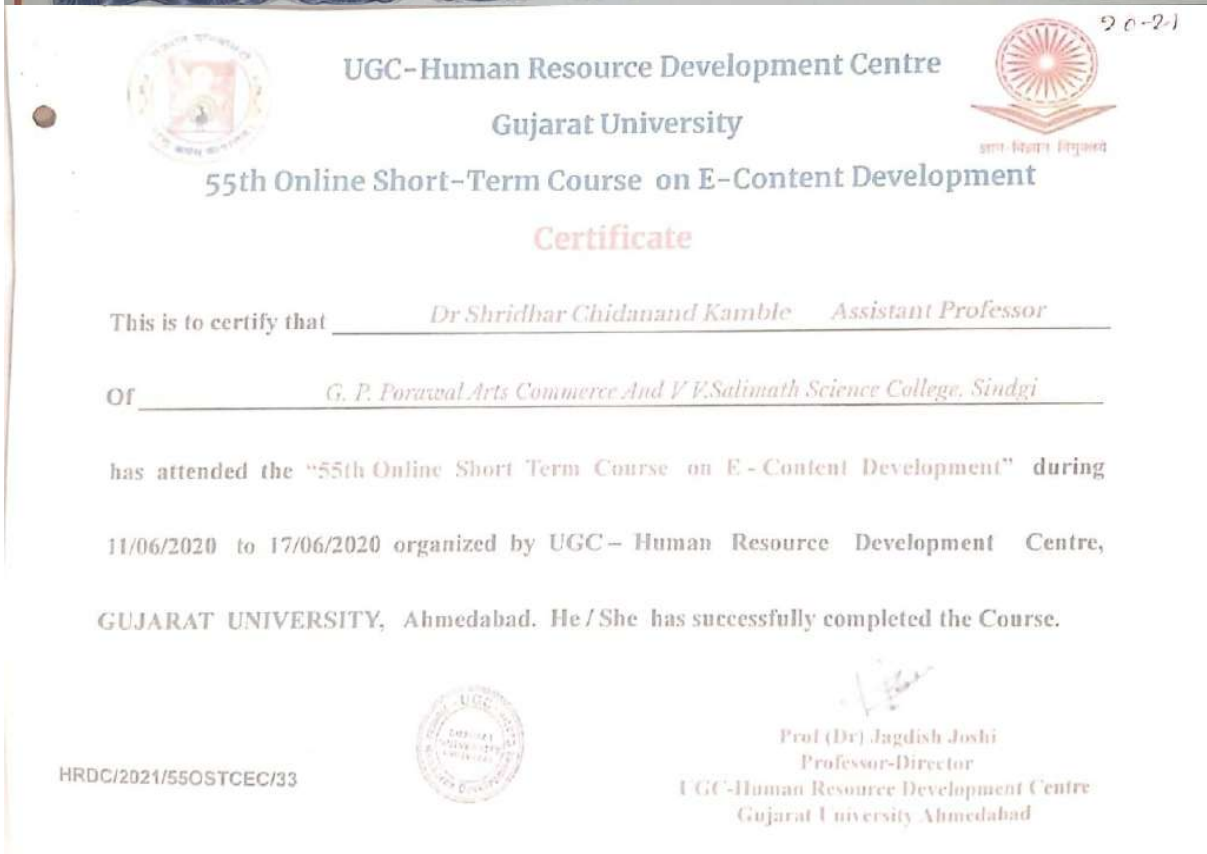 20-21
UGC-Human Resource Development Centre
Gujarat University
ज्ञान-विज्ञान विमुक्तये
55th Online Short-Term Course on E-Content Development
Certificate
This is to certify that Dr Shridhar Chidanand Kamble Assistant Professor
Of G. P. Porawal Arts Commerce And V V.Salimath Science College, Sindgi
has attended the “55th Online Short Term Course on E - Content Development” during
11/06/2020 to 17/06/2020 organized by UGC – Human Resource Development Centre,
GUJARAT UNIVERSITY, Ahmedabad. He / She has successfully completed the Course.
UGC
GUJARAT
UNIVERSITY
Prof (Dr) Jagdish Joshi
Professor-Director
HRDC/2021/55OSTCEC/33
UGC-Human Resource Development Centre
Gujarat University Ahmedabad